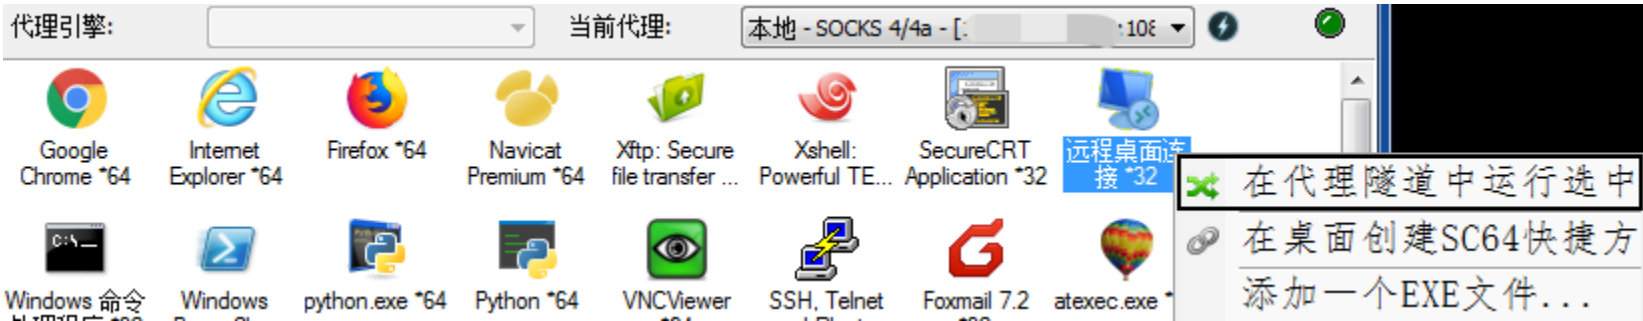 代理引擎:
当前代理:
本地 - SOCKS 4/4a - [
: 108
Google
Chrome *64
Internet
Explorer *64
Firefox *64
Navicat
Premium *64
Xftp: Secure
file transfer ...
Xshell:
Powerful TE...
SecureCRT
Application *32
远程桌面连
接 *32
在代理隧道中运行选中
在桌面创建SC64快捷方
添加一个EXE文件...
C:\
Windows 命令
Windows
python.exe *64
Python *64
VNCViewer
SSH, Telnet
Foxmail 7.2
atexec.exe *